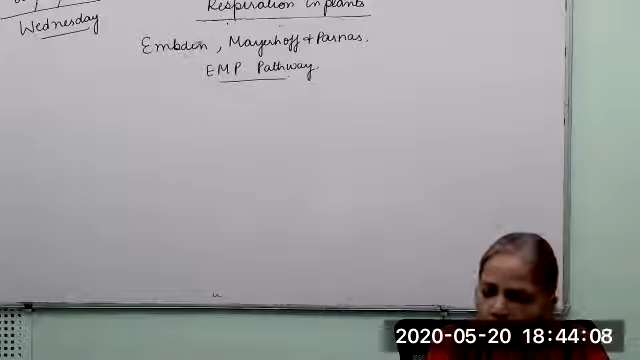 Respiration in plants
Wednesday
Embden, Mayerhoff & Parnas.
EMP Pathway.
2020-05-20 18:44:08